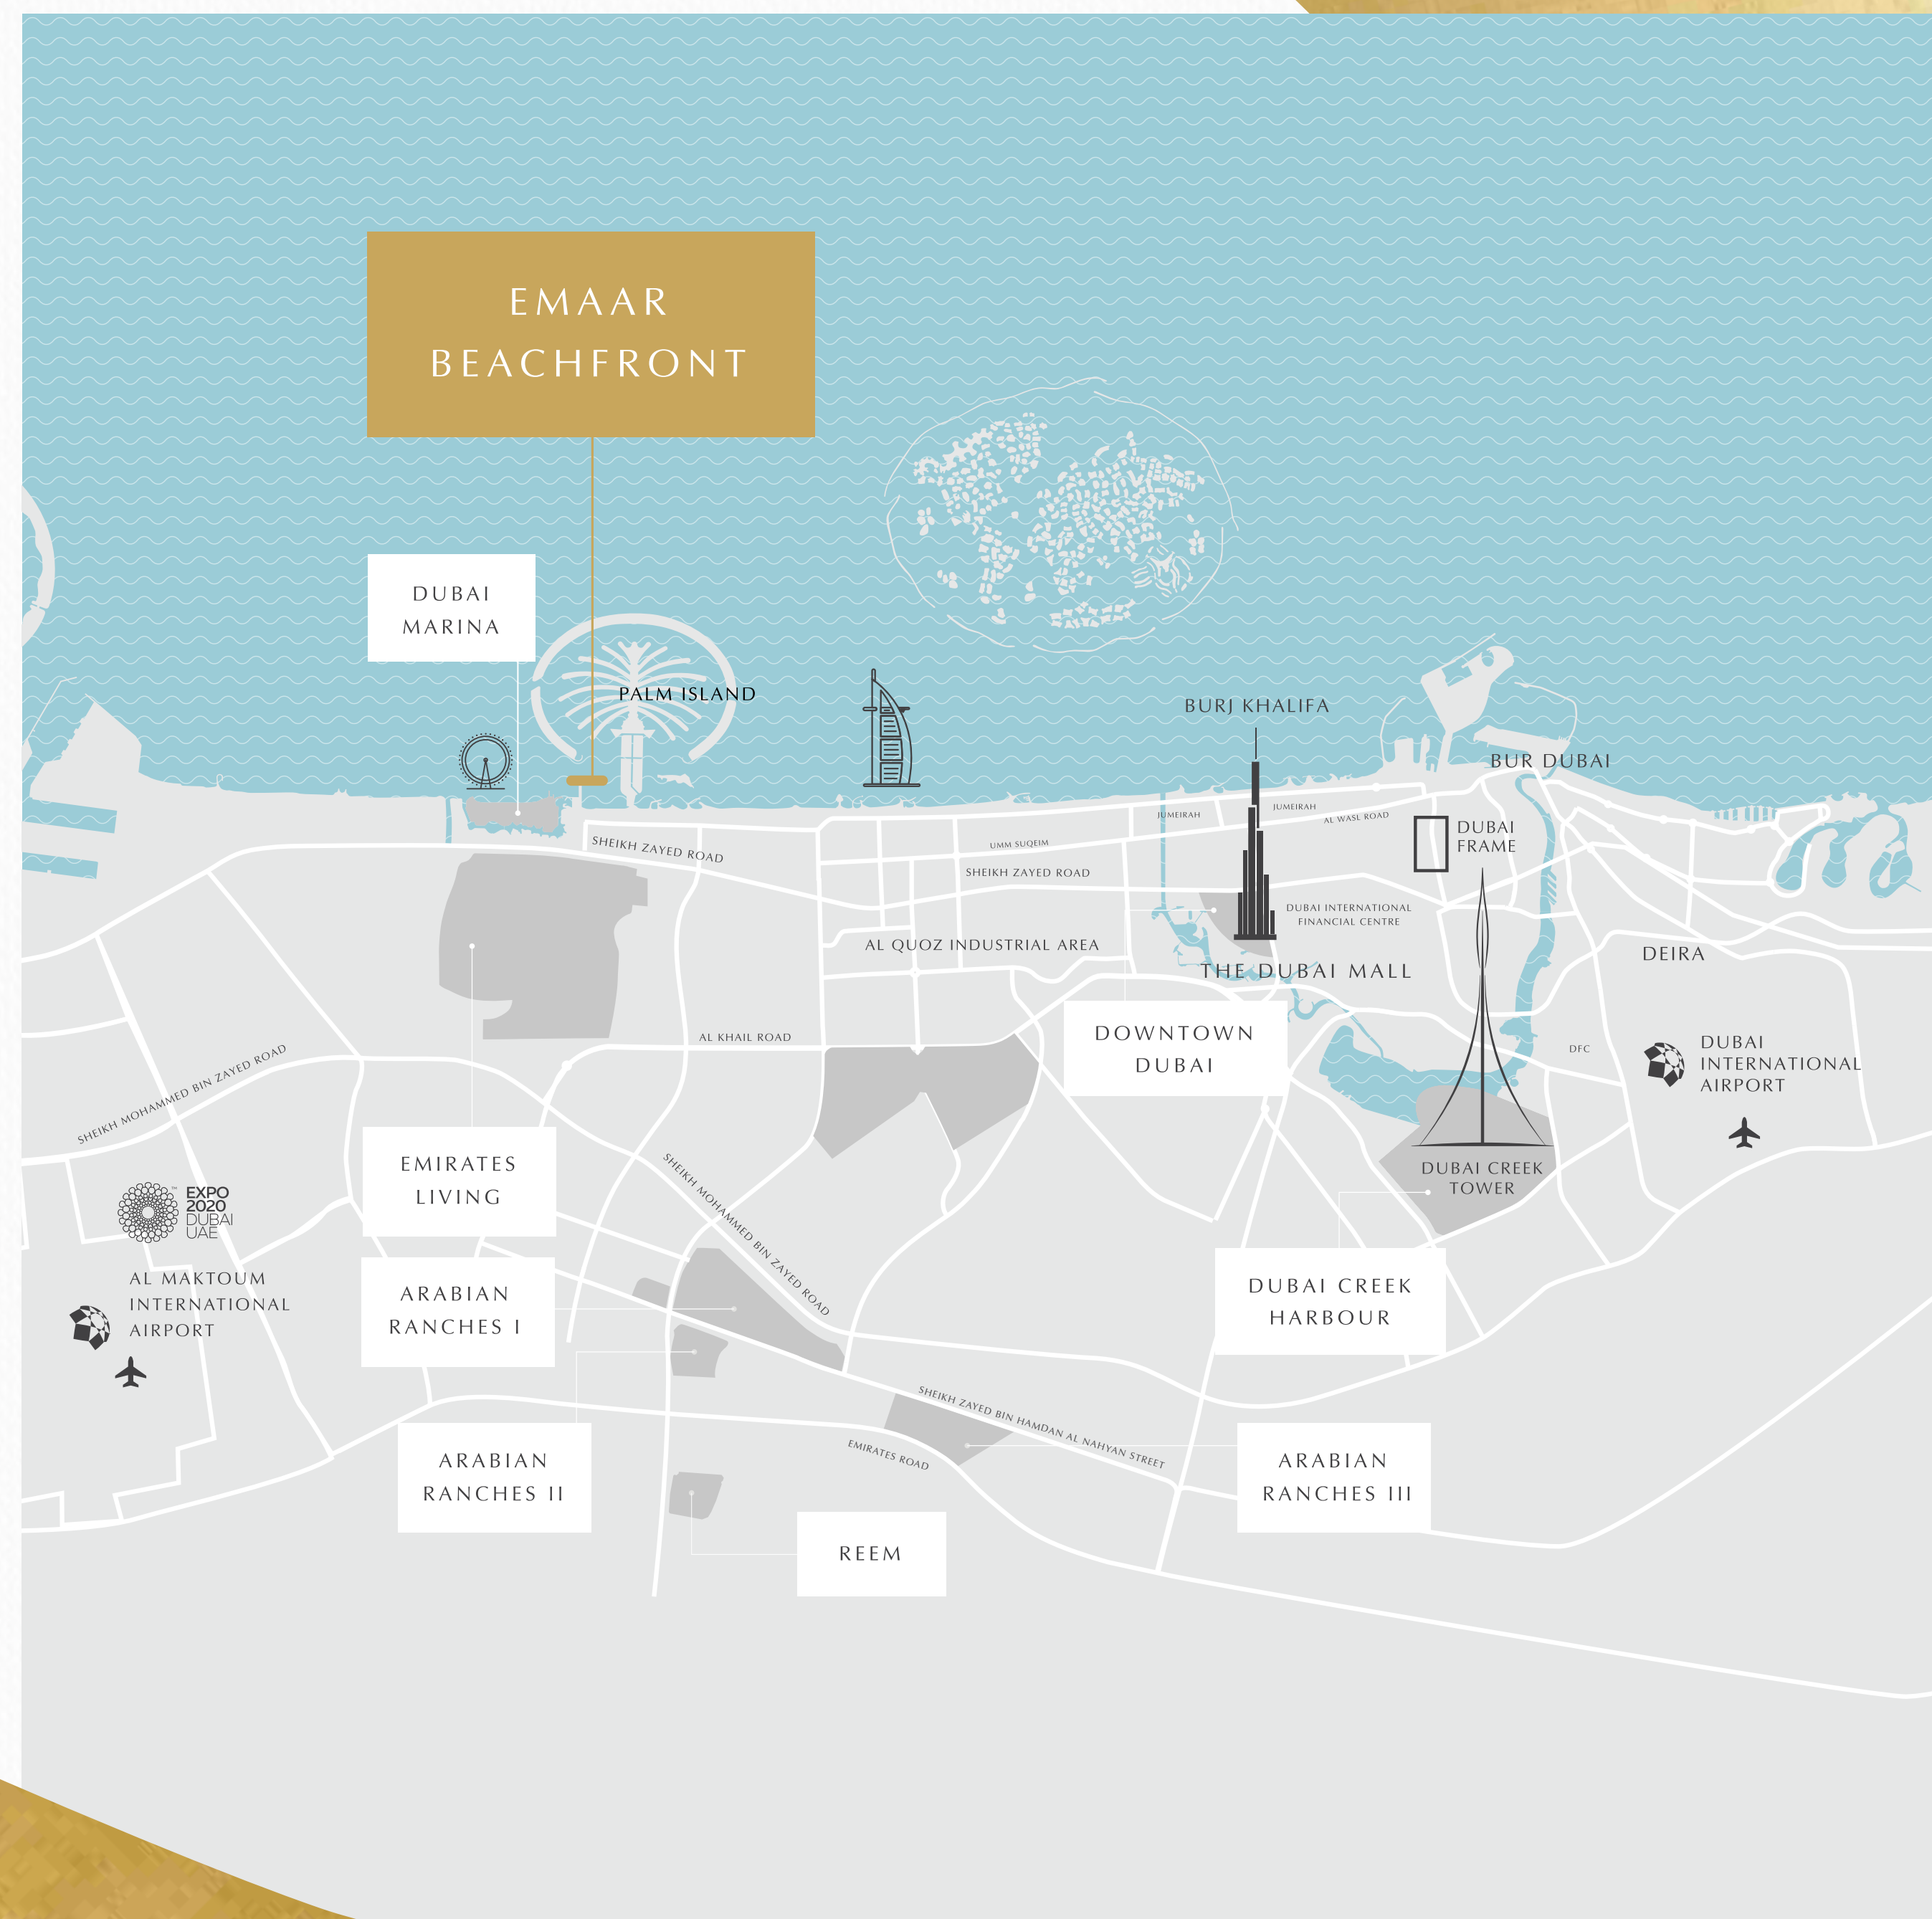 EMAAR
BEACHFRONT
DUBAI
MARINA
PALM ISLAND
BURJ KHALIFA
BUR DUBAI
JUMEIRAH
JUMEIRAH
AL WASL ROAD
DUBAI
FRAME
SHEIKH ZAYED ROAD
UMM SUQEIM
SHEIKH ZAYED ROAD
DUBAI INTERNATIONAL
FINANCIAL CENTRE
AL QUOZ INDUSTRIAL AREA
DEIRA
THE DUBAI MALL
AL KHAIL ROAD
DOWNTOWN
DUBAI
DFC
DUBAI
INTERNATIONAL
AIRPORT
SHEIKH MOHAMMED BIN ZAYED ROAD
EMIRATES
LIVING
SHEIKH MOHAMMED BIN ZAYED ROAD
DUBAI CREEK
TOWER
™
EXPO
2020
DUBAI
UAE
AL MAKTOUM
INTERNATIONAL
AIRPORT
ARABIAN
RANCHES I
DUBAI CREEK
HARBOUR
SHEIKH ZAYED BIN HAMDAN AL NAHYAN STREET
EMIRATES ROAD
ARABIAN
RANCHES II
ARABIAN
RANCHES III
REEM